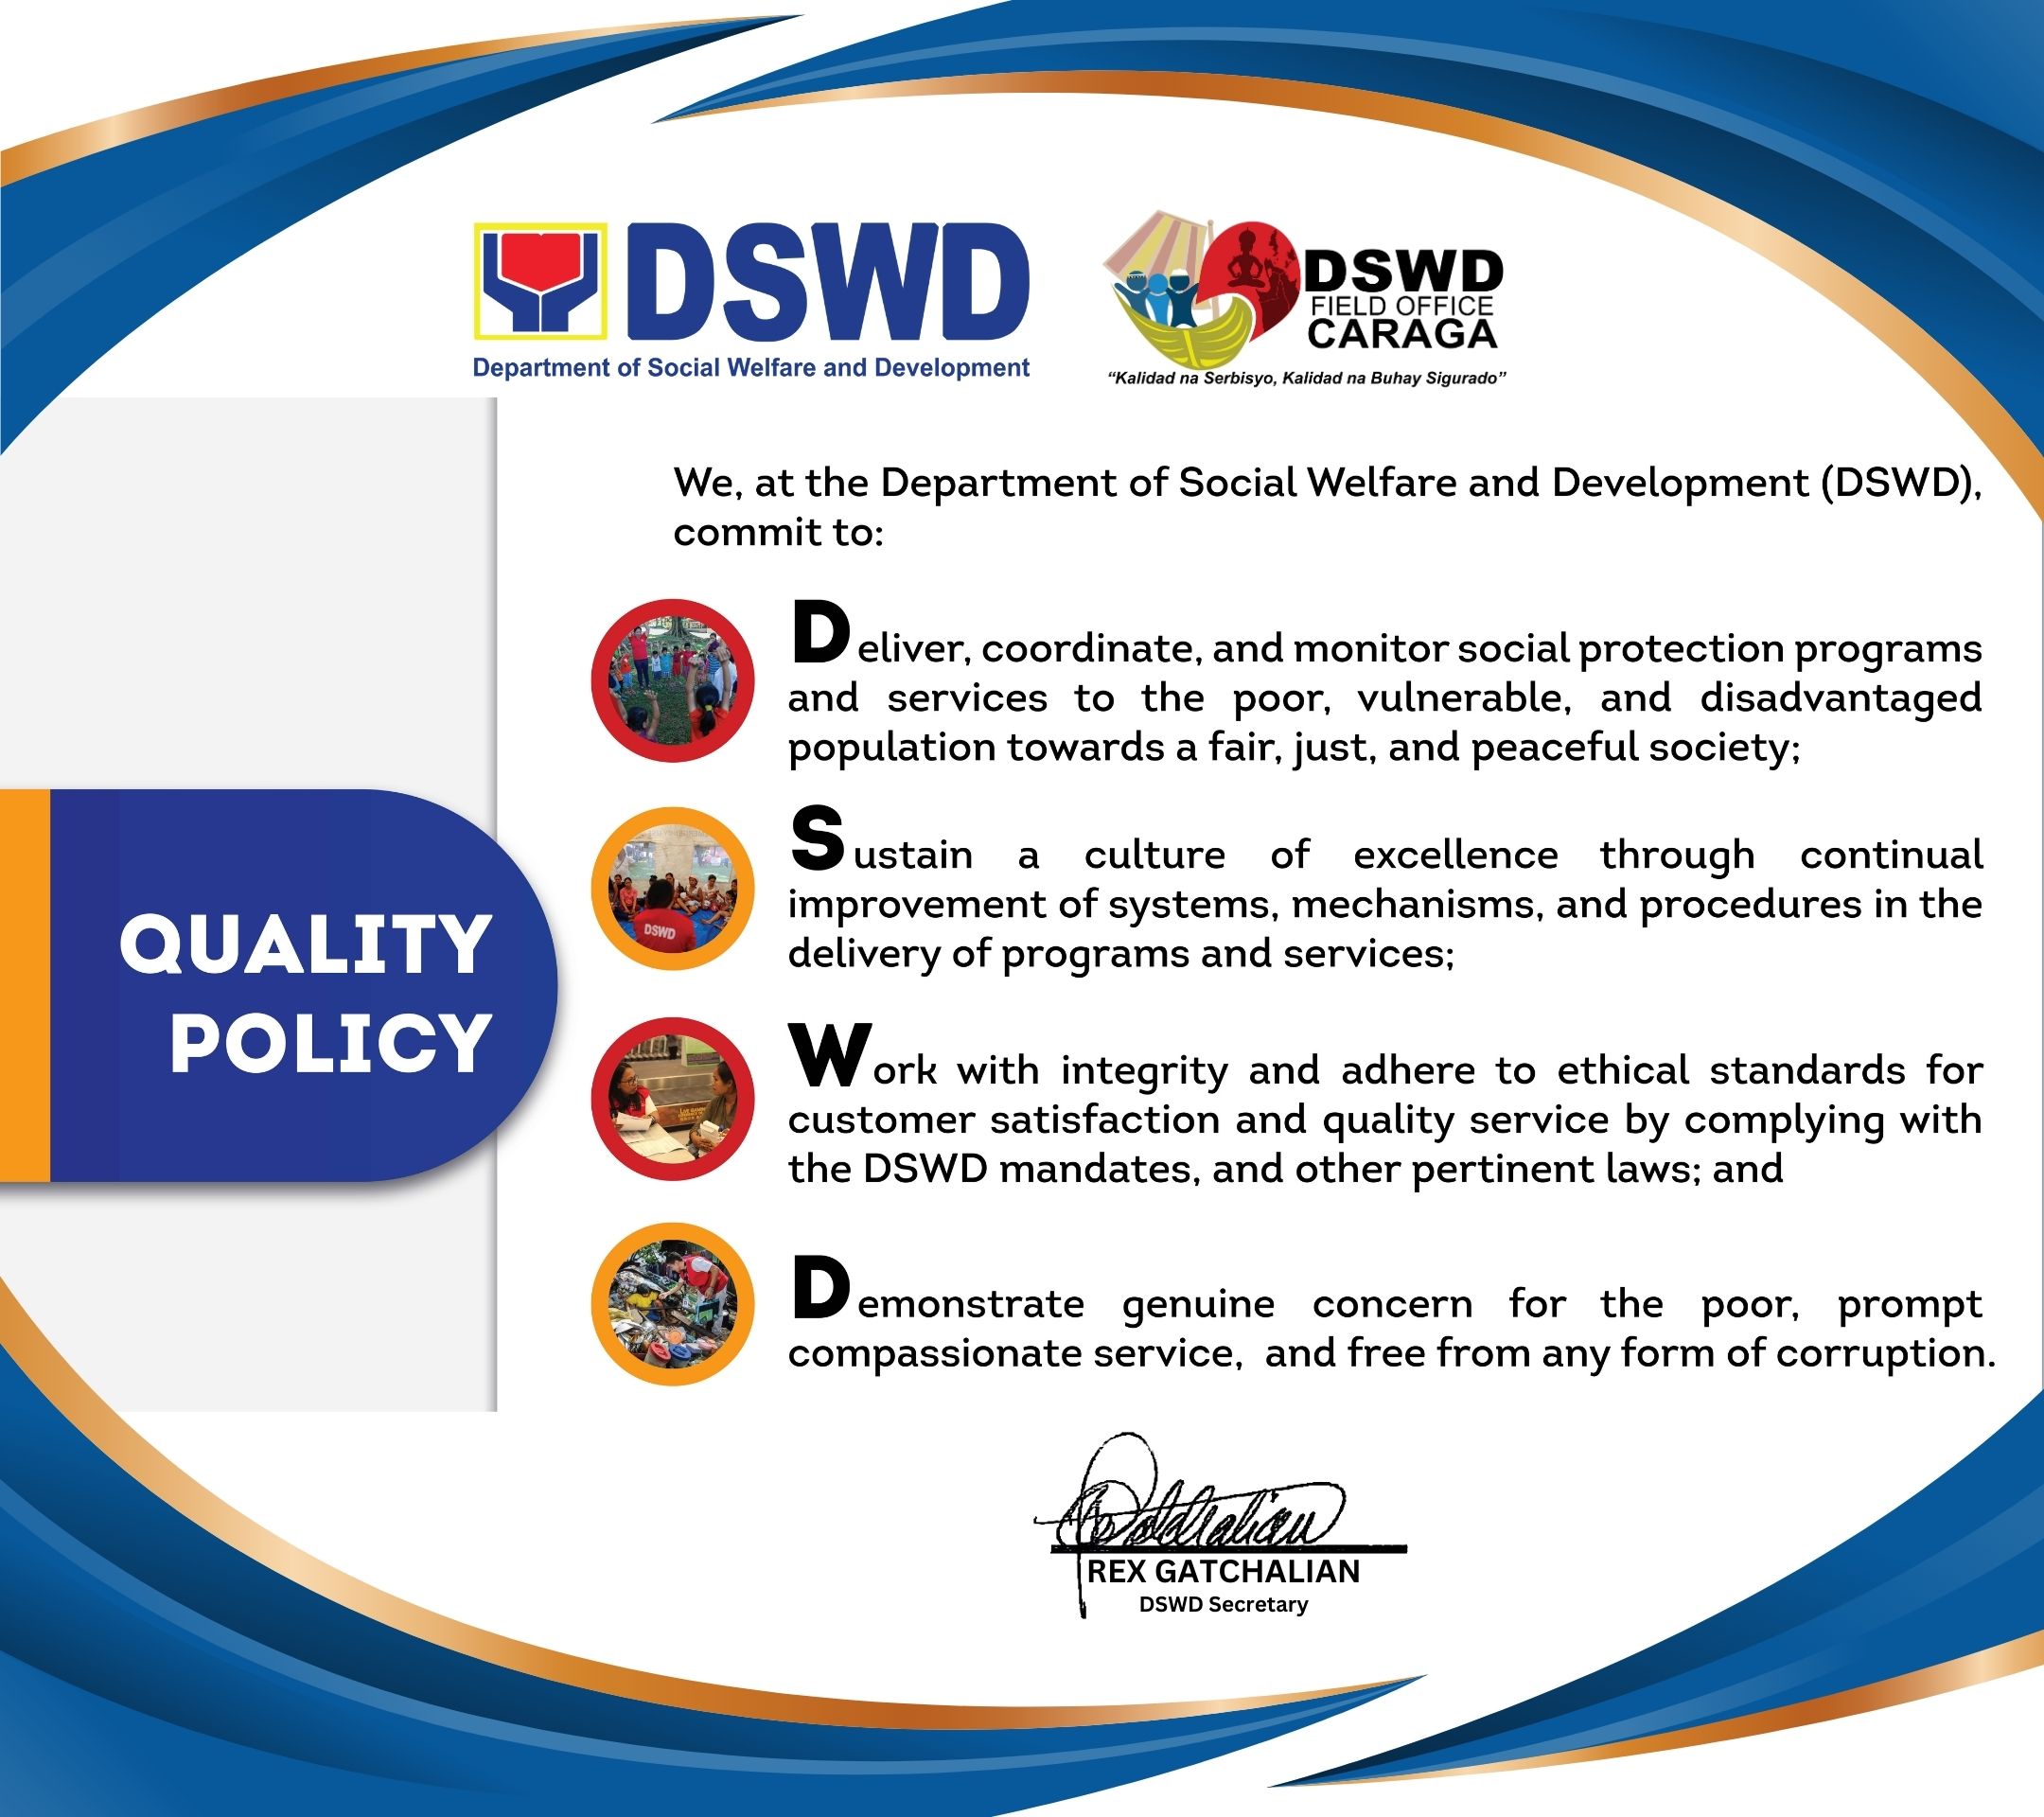 DSWD
Department of Social Welfare and Development
DSWD
FIELD OFFICE
CARAGA
“Kalidad na Serbisyo, Kalidad na Buhay Sigurado”
QUALITY
POLICY
We, at the Department of Social Welfare and Development (DSWD),
commit to:
Deliver, coordinate, and monitor social protection programs
and services to the poor, vulnerable, and disadvantaged
population towards a fair, just, and peaceful society;
Sustain a culture of excellence through continual
improvement of systems, mechanisms, and procedures in the
delivery of programs and services;
DSWD
Work with integrity and adhere to ethical standards for
customer satisfaction and quality service by complying with
the DSWD mandates, and other pertinent laws; and
Demonstrate genuine concern for the poor, prompt
compassionate service, and free from any form of corruption.
REX GATCHALIAN
DSWD Secretary